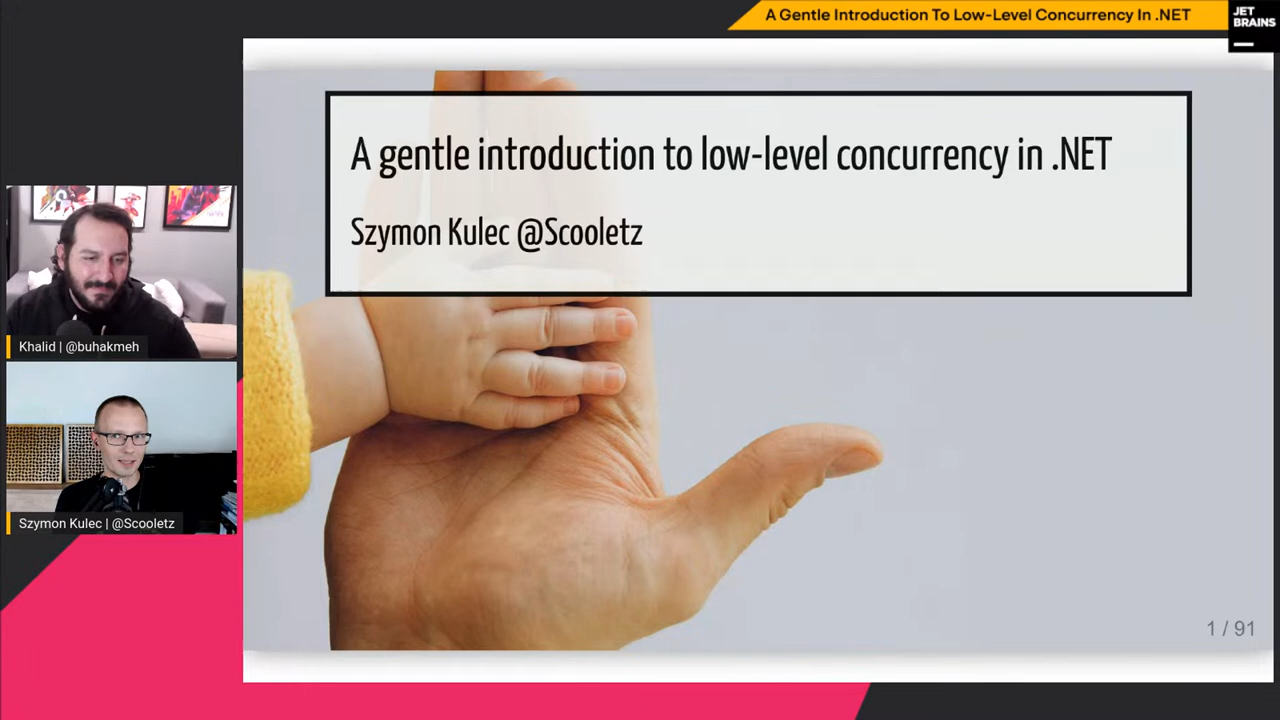 A Gentle Introduction To Low-Level Concurrency In .NET
JET
BRAINS
A gentle introduction to low-level concurrency in .NET
Szymon Kulec @Scooletz
Khalid | @buhakmeh
Szymon Kulec | @Scooletz
1 / 91